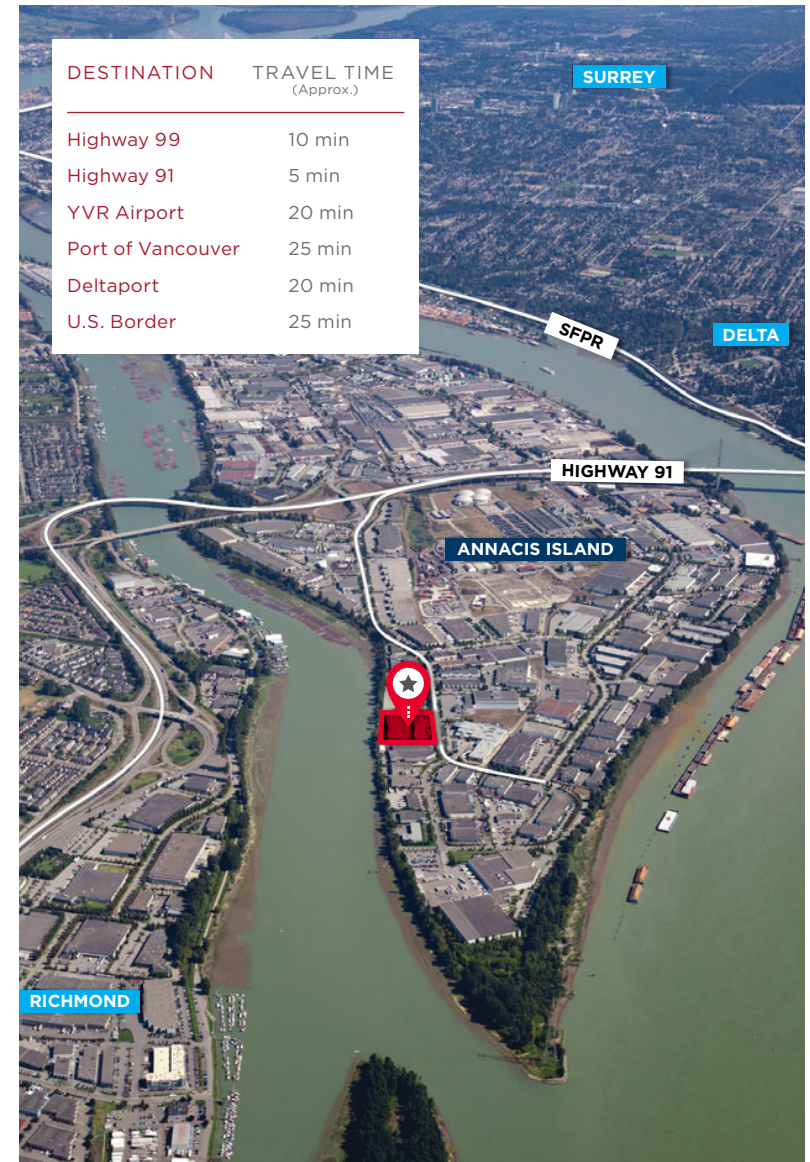 DESTINATION TRAVEL TIME
(Approx.)
Highway 99 10 min
Highway 91 5 min
YVR Airport 20 min
Port of Vancouver 25 min
Deltaport 20 min
U.S. Border 25 min
SURREY
SFPR
DELTA
HIGHWAY 91
ANNACIS ISLAND
RICHMOND